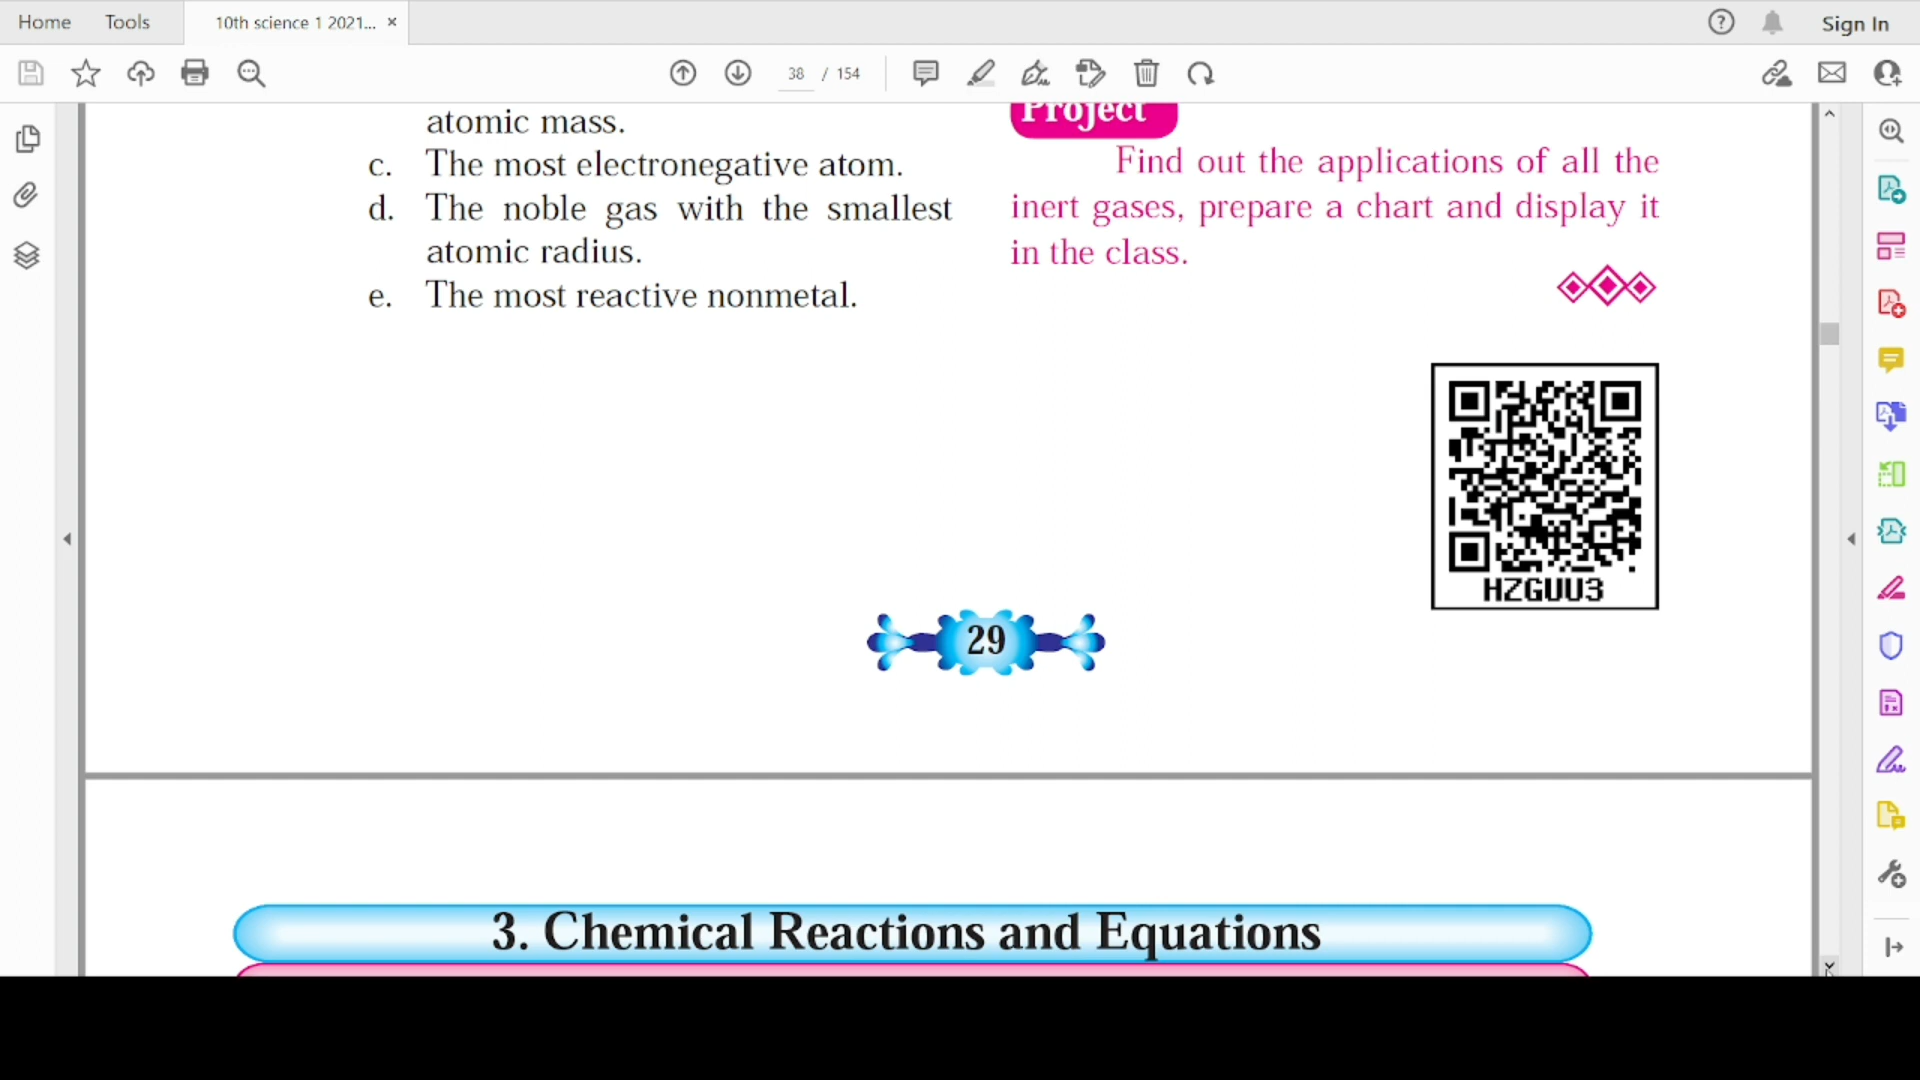 Home Tools 10th science 1 2021... × Sign In
38 / 154
atomic mass.
c. The most electronegative atom.
d. The noble gas with the smallest
atomic radius.
e. The most reactive nonmetal.
Project
Find out the applications of all the
inert gases, prepare a chart and display it
in the class.
HZGUU3
29
3. Chemical Reactions and Equations